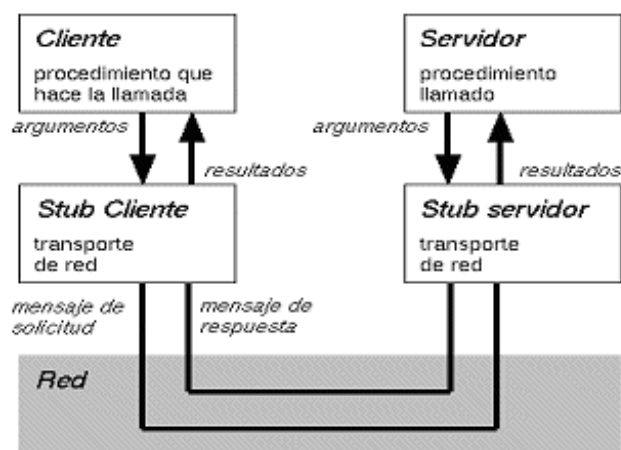 Cliente
procedimiento que
hace la llamada
Servidor
procedimiento
llamado
argumentos
resultados
argumentos
resultados
Stub Cliente
transporte
de red
Stub servidor
transporte
de red
mensaje de
solicitud
mensaje de
respuesta
Red